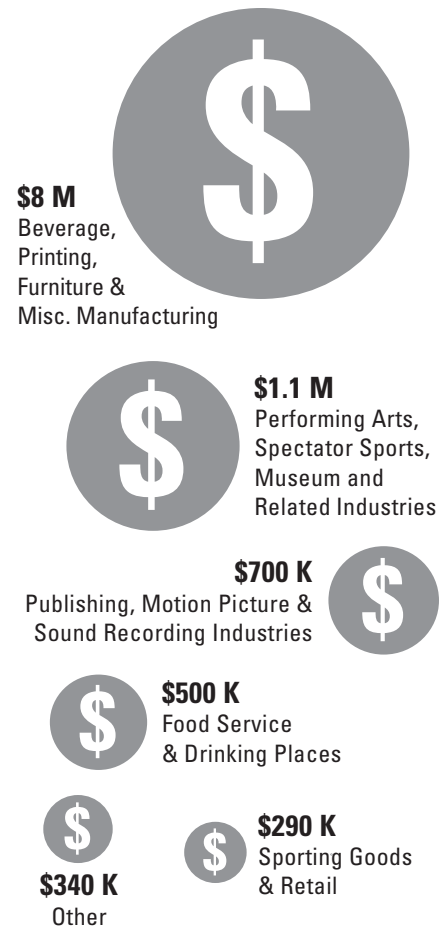 $
$8 M
Beverage,
Printing,
Furniture &
Misc. Manufacturing
$
$1.1 M
Performing Arts,
Spectator Sports,
Museum and
Related Industries
$700 K
Publishing, Motion Picture &
Sound Recording Industries
$
$
$500 K
Food Service
& Drinking Places
$
$340 K
Other
$
$290 K
Sporting Goods
& Retail